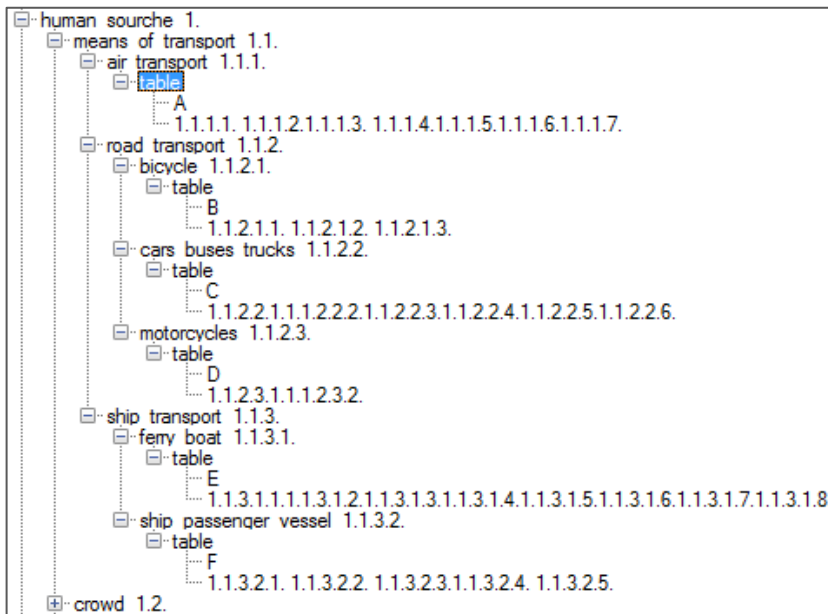 human sourche 1.
means of transport 1.1.
air transport 1.1.1.
table
A
1.1.1.1. 1.1.1.2.1.1.1.3. 1.1.1.4.1.1.1.5.1.1.1.6.1.1.1.7.
road transport 1.1.2.
bicycle 1.1.2.1.
table
B
1.1.2.1.1. 1.1.2.1.2. 1.1.2.1.3.
cars buses trucks 1.1.2.2.
table
C
1.1.2.2.1.1.1.2.2.2.1.1.2.2.3.1.1.2.2.4.1.1.2.2.5.1.1.2.2.6.
motorcycles 1.1.2.3.
table
D
1.1.2.3.1.1.1.2.3.2.
ship transport 1.1.3.
ferry boat 1.1.3.1.
table
E
1.1.3.1.1.1.1.3.1.2.1.1.3.1.3.1.1.3.1.4.1.1.3.1.5.1.1.3.1.6.1.1.3.1.7.1.1.3.1.8
ship passenger vessel 1.1.3.2.
table
F
1.1.3.2.1. 1.1.3.2.2. 1.1.3.2.3.1.1.3.2.4. 1.1.3.2.5.
crowd 1.2.